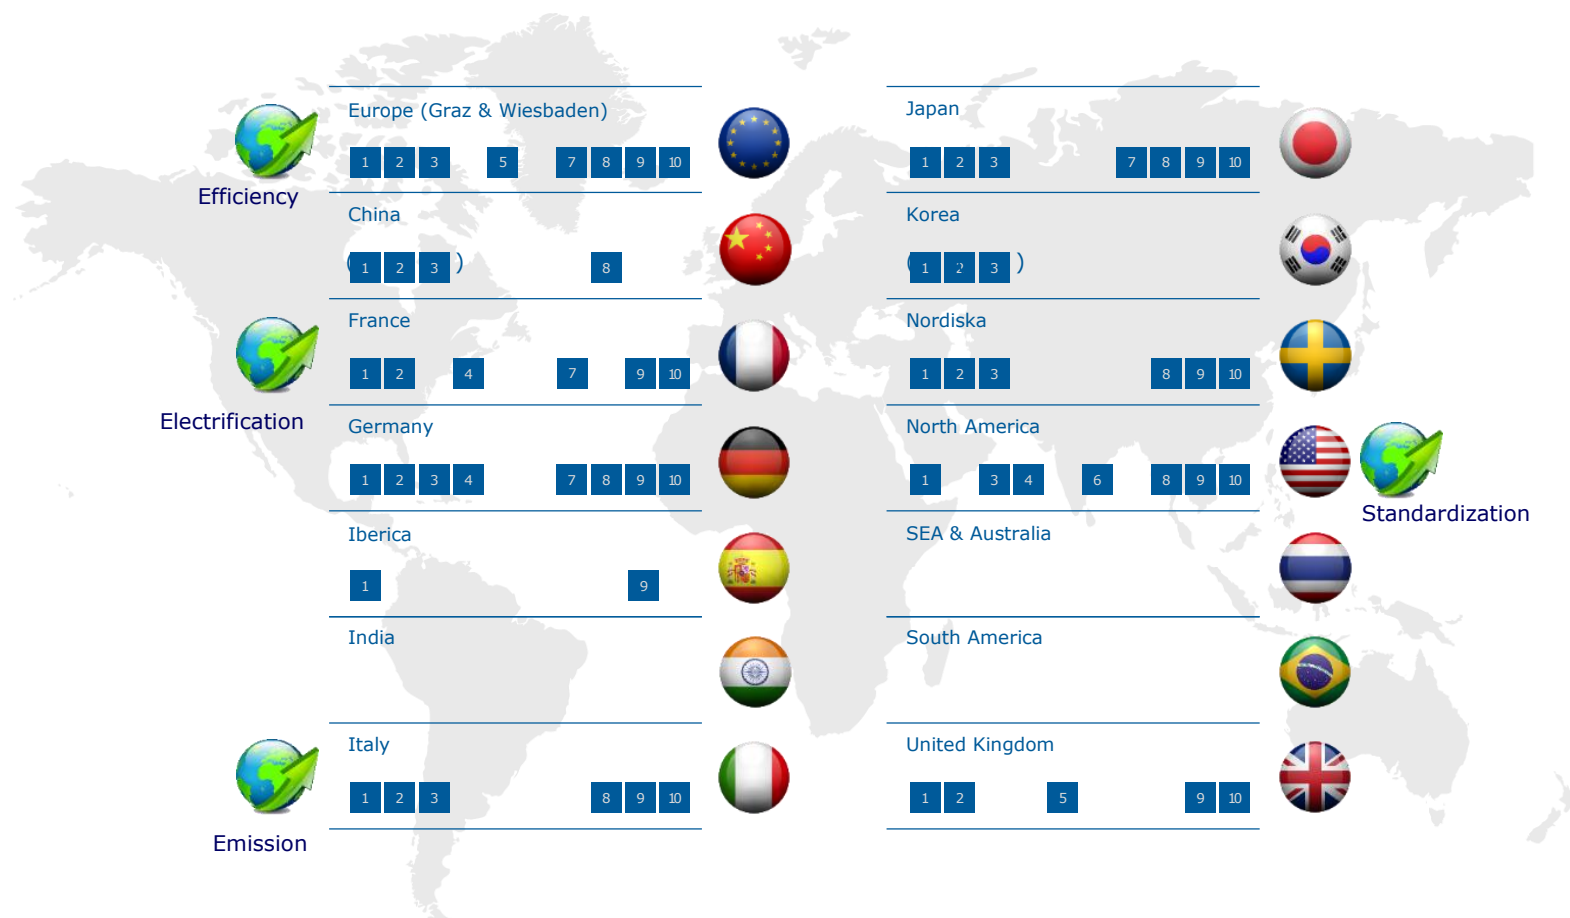 Europe (Graz & Wiesbaden)
1 2 3 5 7 8 9 10
Efficiency
China
( 1 2 3 ) 8
France
1 2 4 7 9 10
Electrification
Germany
1 2 3 4 7 8 9 10
Iberica
1 9
India
Italy
1 2 3 8 9 10
Emission
Japan
1 2 3 7 8 9 10
Korea
( 1 2 3 )
Nordiska
1 2 3 8 9 10
North America
1 3 4 6 8 9 10
Standardization
SEA & Australia
South America
United Kingdom
1 2 5 9 10